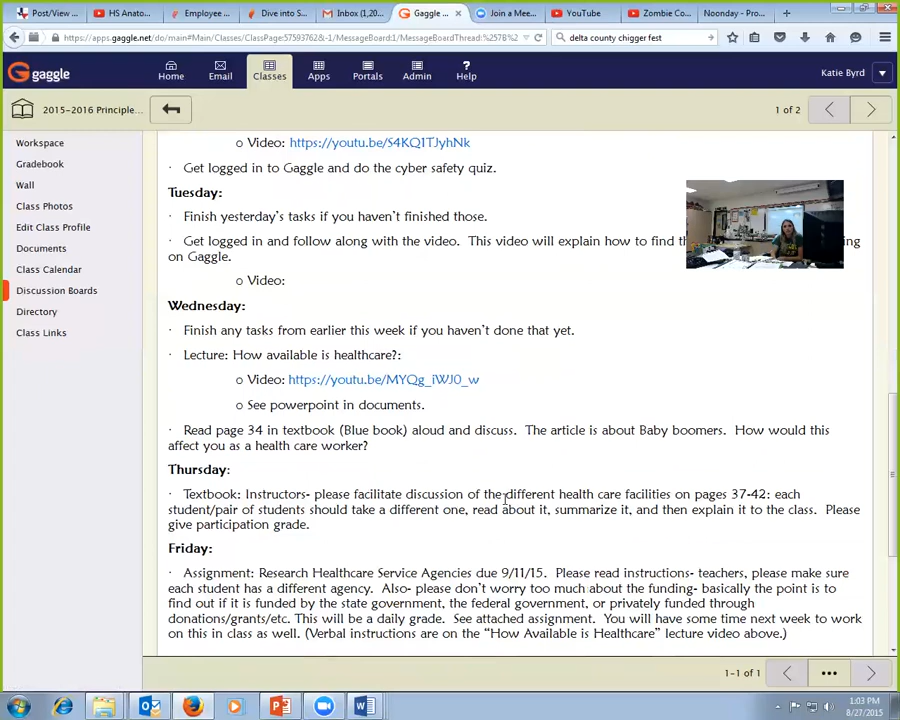 Post/View ...
HS Anato...
Employee ...
Dive into S...
Inbox (1,20...
Gaggle ...
Join a Mee...
YouTube
Zombie Co...
Noonday - Pro...
https://apps.gaggle.net/do/main#Main/Classes/ClassPage:57593762&-1/MessageBoard:1/MessageBoardThread:%257B%2
delta county chigger fest
gaggle
Home
Email
Classes
Apps
Portals
Admin
Help
Katie Byrd
2015-2016 Principle...
1 of 2
Workspace
Gradebook
Wall
Class Photos
Edit Class Profile
Documents
Class Calendar
Discussion Boards
Directory
Class Links
o Video: https://youtu.be/S4KQ1TJyhNk
· Get logged in to Gaggle and do the cyber safety quiz.
Tuesday:
· Finish yesterday's tasks if you haven't finished those.
· Get logged in and follow along with the video. This video will explain how to find th
ing
on Gaggle.
o Video:
Wednesday:
· Finish any tasks from earlier this week if you haven't done that yet.
· Lecture: How available is healthcare?:
o Video: https://youtu.be/MYQg_iWJ0_w
o See powerpoint in documents.
· Read page 34 in textbook (Blue book) aloud and discuss. The article is about Baby boomers. How would this
affect you as a health care worker?
Thursday:
· Textbook: Instructors- please facilitate discussion of the different health care facilities on pages 37-42: each
student/pair of students should take a different one, read about it, summarize it, and then explain it to the class. Please
give participation grade.
Friday:
· Assignment: Research Healthcare Service Agencies due 9/11/15. Please read instructions- teachers, please make sure
each student has a different agency. Also- please don't worry too much about the funding- basically the point is to
find out if it is funded by the state government, the federal government, or privately funded through
donations/grants/etc. This will be a daily grade. See attached assignment. You will have some time next week to work
on this in class as well. (Verbal instructions are on the "How Available is Healthcare" lecture video above.)
1-1 of 1
1:03 PM
8/27/2015